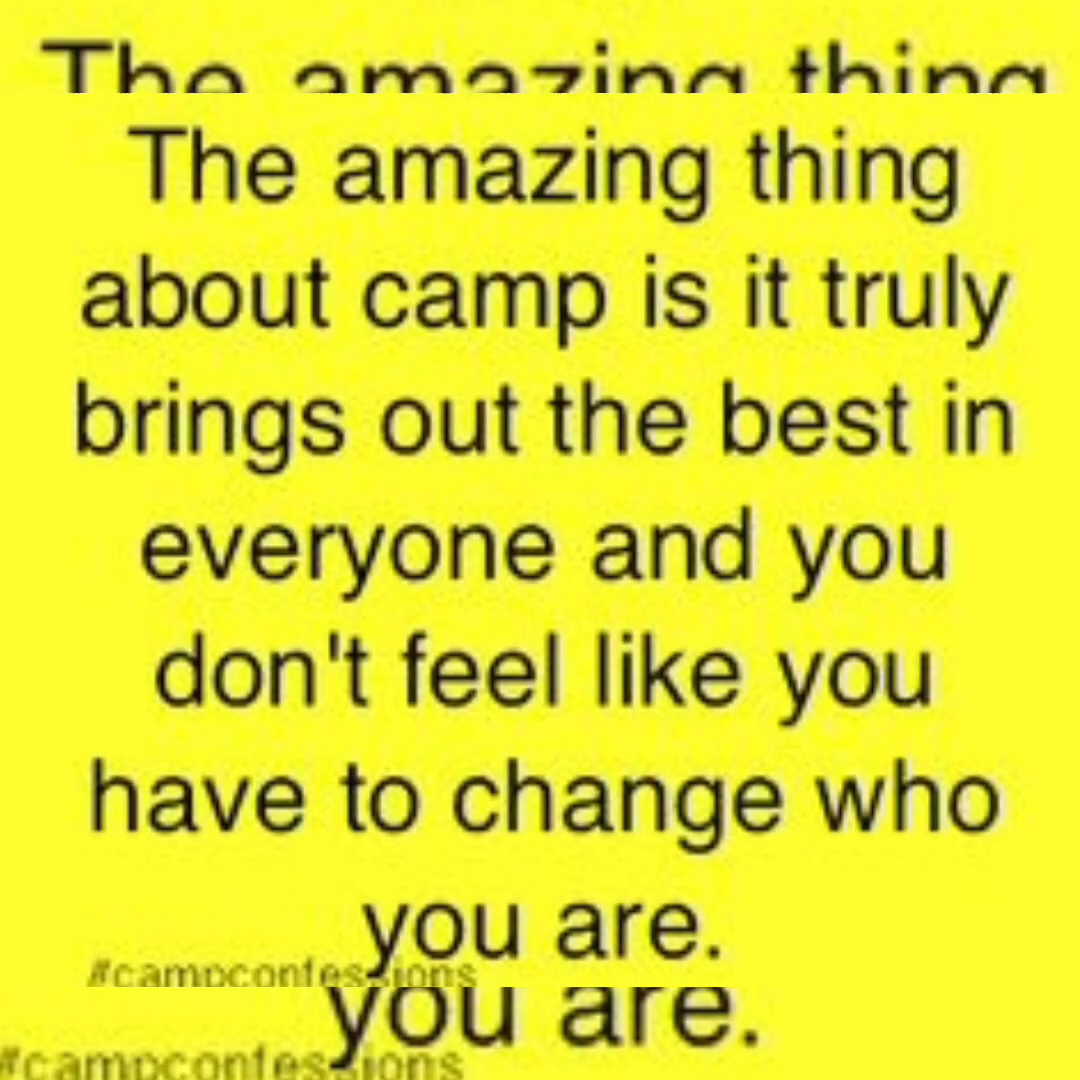 The amazing thing
The amazing thing
about camp is it truly
brings out the best in
everyone and you
don't feel like you
have to change who
you are.
#campconfessions
you are.
#campconfessions